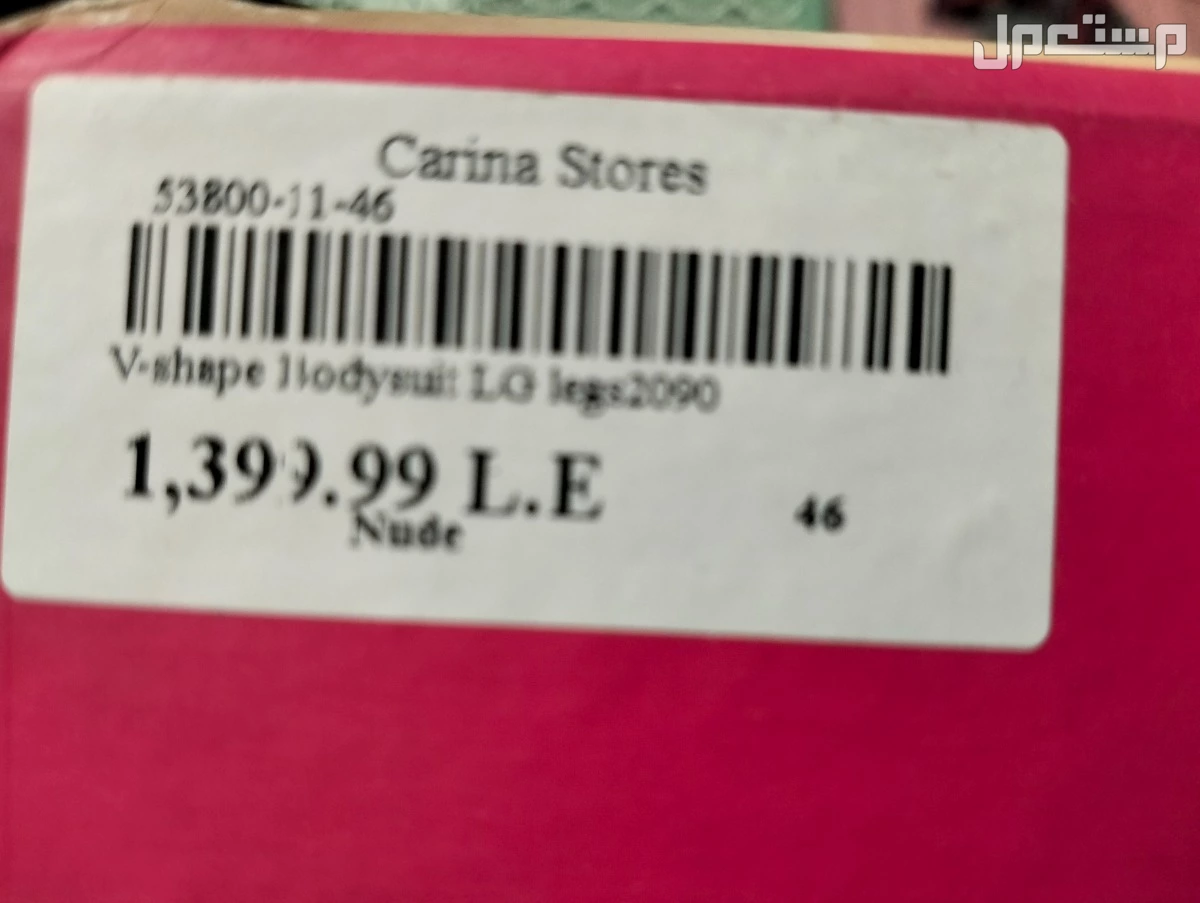 مستعمل
Carina Stores
53800-11-46
V-shape Bodysuit LG legs2090
1,399.99 L.E
Nude
46